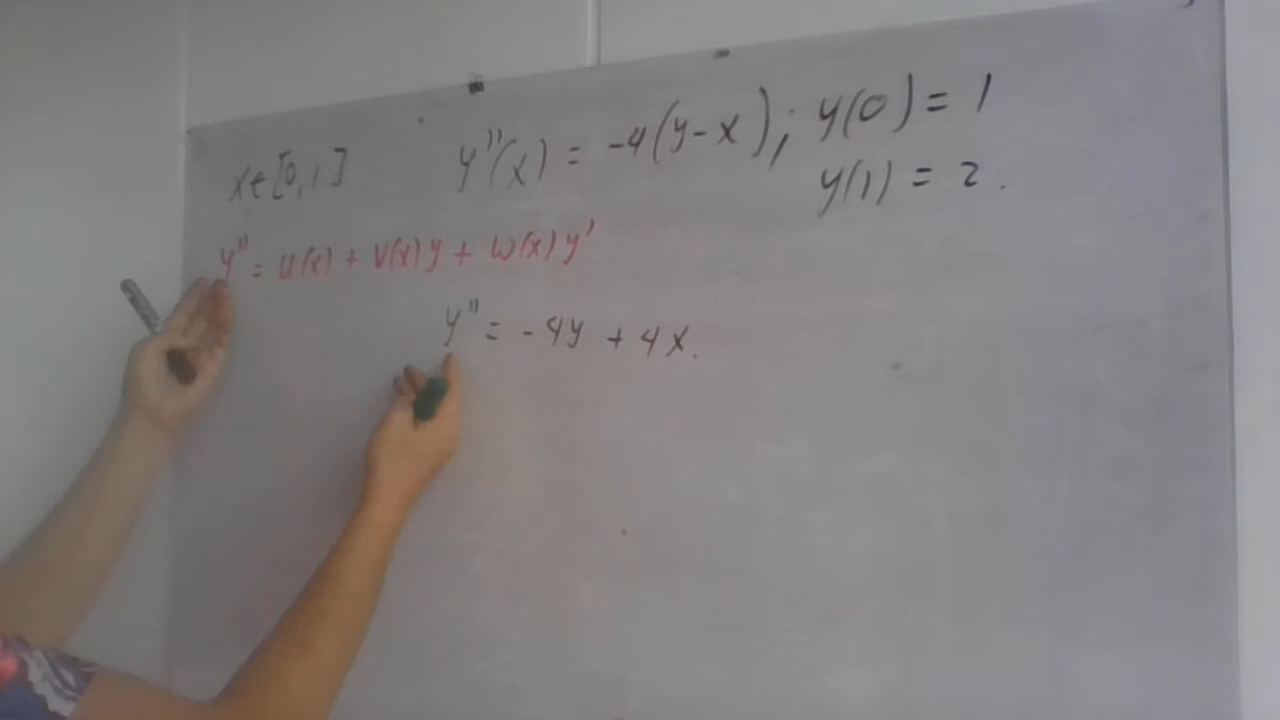 x ∈ [0, 1] y''(x) = -4(y - x); y(0) = 1
y(1) = 2.
y'' = u(x) + v(x)y + w(x)y'
y'' = -4y + 4x.